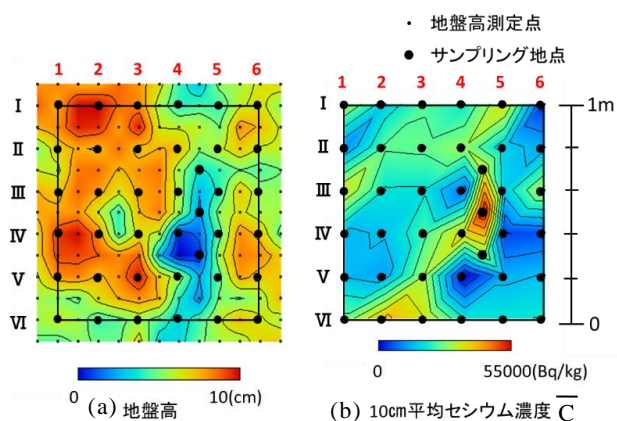 ・ 地盤高測定点
● サンプリング地点
1 2 3 4 5 6
1 2 3 4 5 6
Ⅰ
Ⅱ
Ⅲ
Ⅳ
Ⅴ
Ⅵ
Ⅰ
Ⅱ
Ⅲ
Ⅳ
Ⅴ
Ⅵ
1m
0
0 10(cm)
(a) 地盤高
0 55000(Bq/kg)
(b) 10cm平均セシウム濃度 C̅